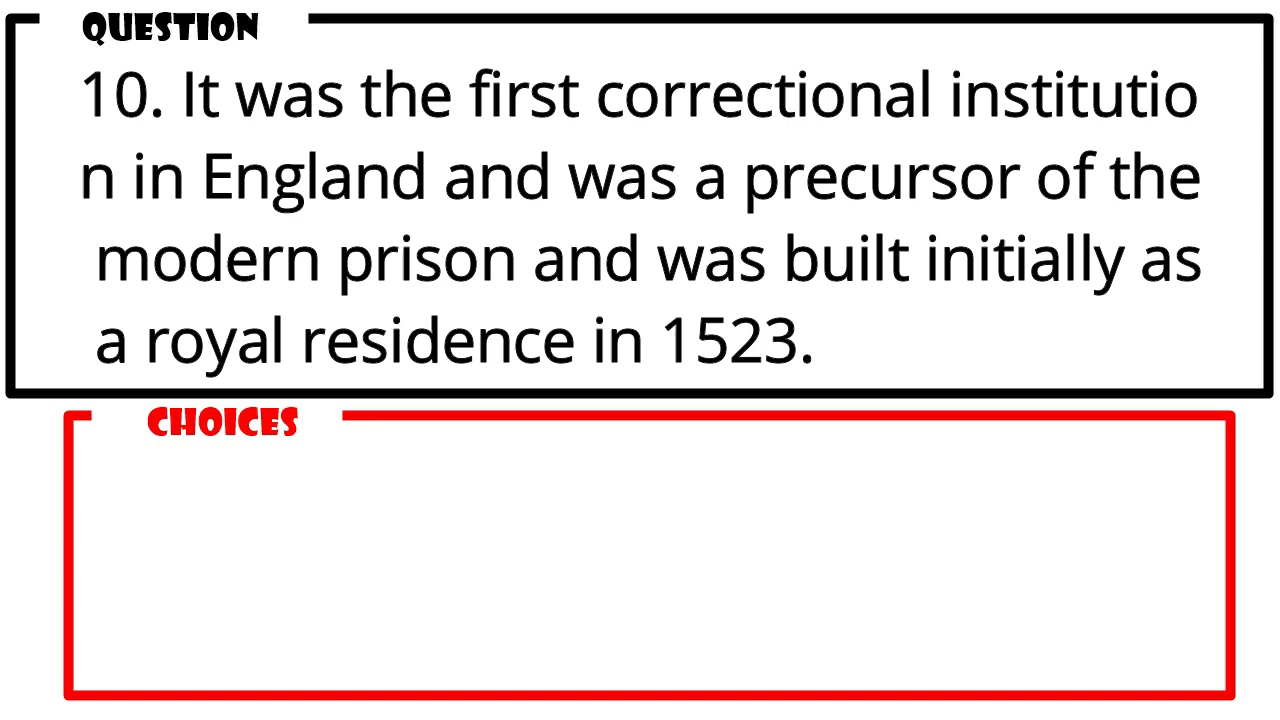 QUESTION
10. It was the first correctional institutio
n in England and was a precursor of the
modern prison and was built initially as
a royal residence in 1523.
CHOICES